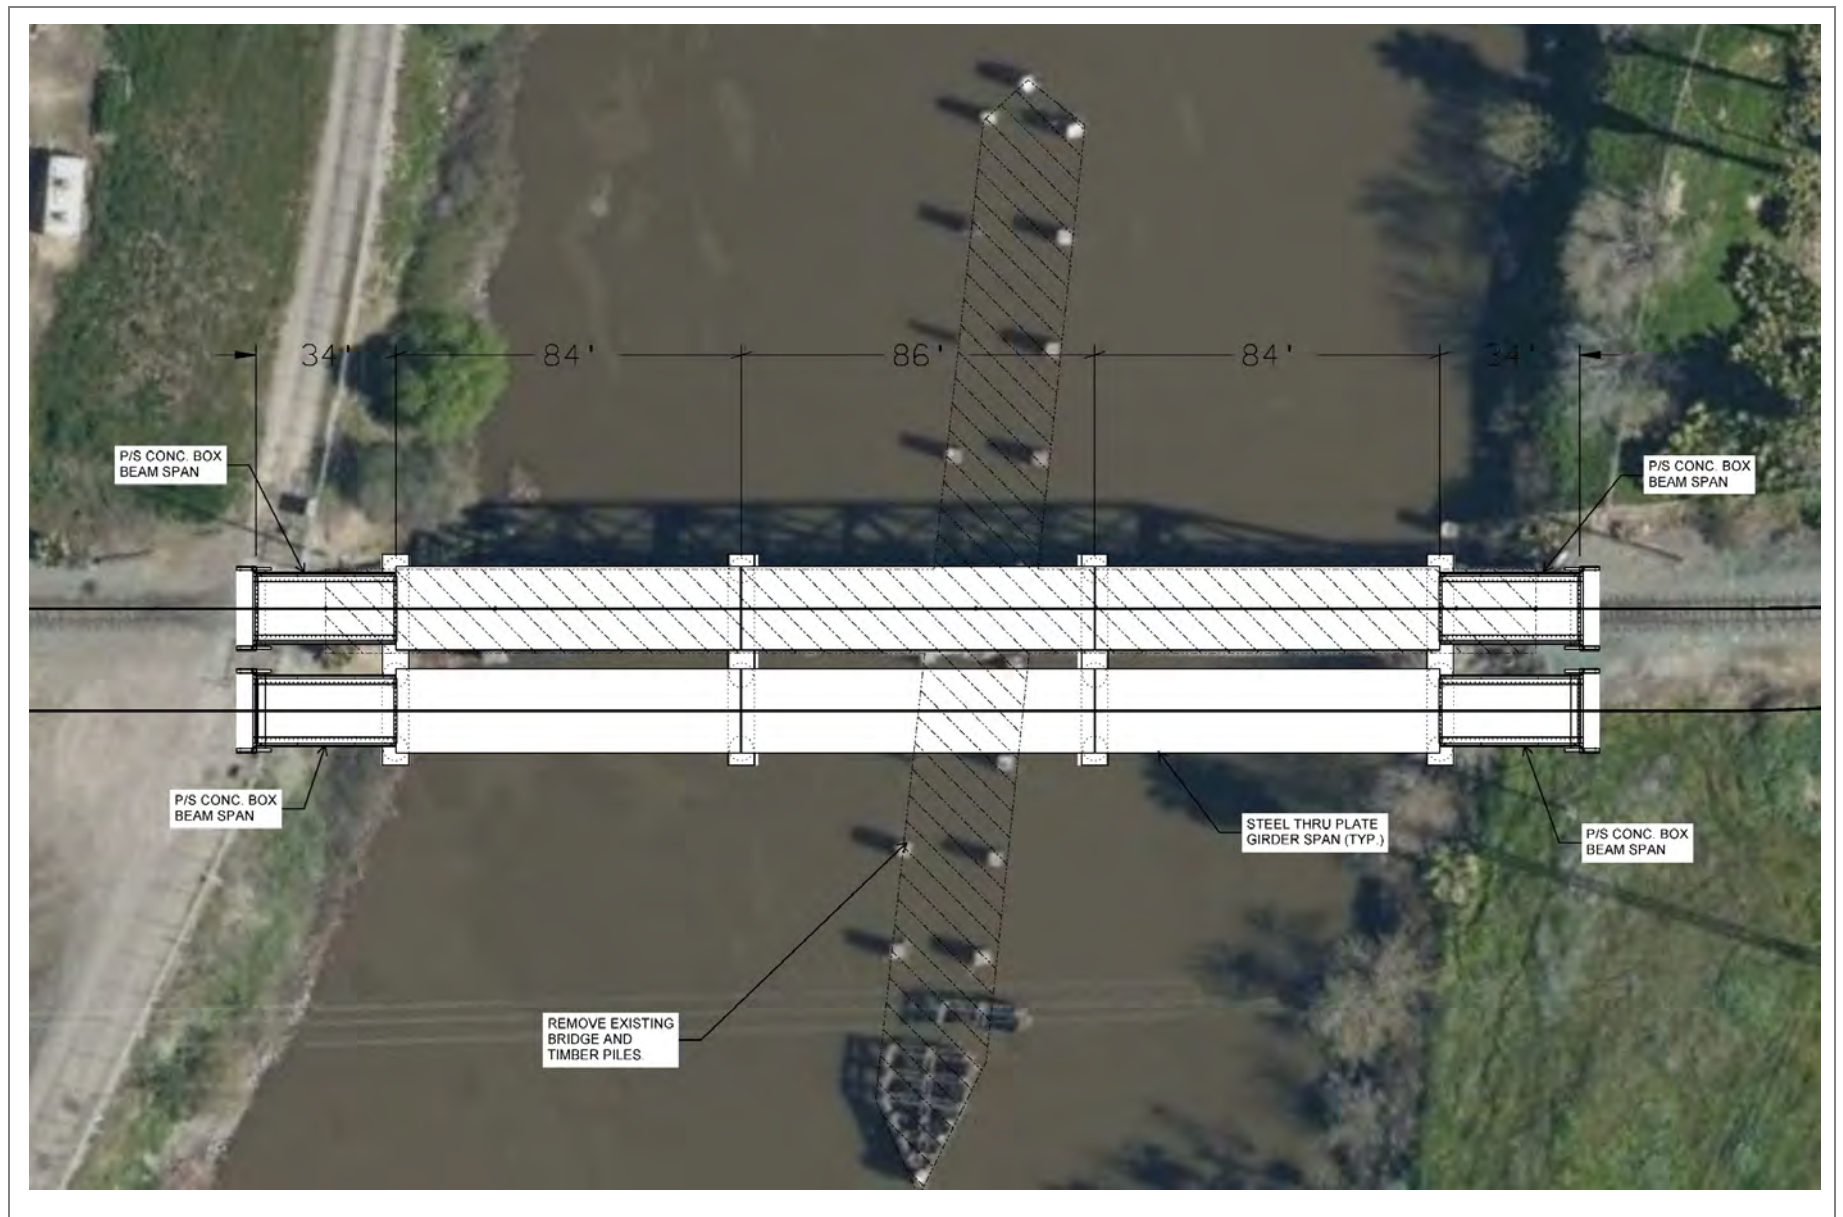 34' 84' 86' 84' 34'
P/S CONC. BOX
BEAM SPAN
P/S CONC. BOX
BEAM SPAN
P/S CONC. BOX
BEAM SPAN
STEEL THRU PLATE
GIRDER SPAN (TYP.)
P/S CONC. BOX
BEAM SPAN
REMOVE EXISTING
BRIDGE AND
TIMBER PILES.